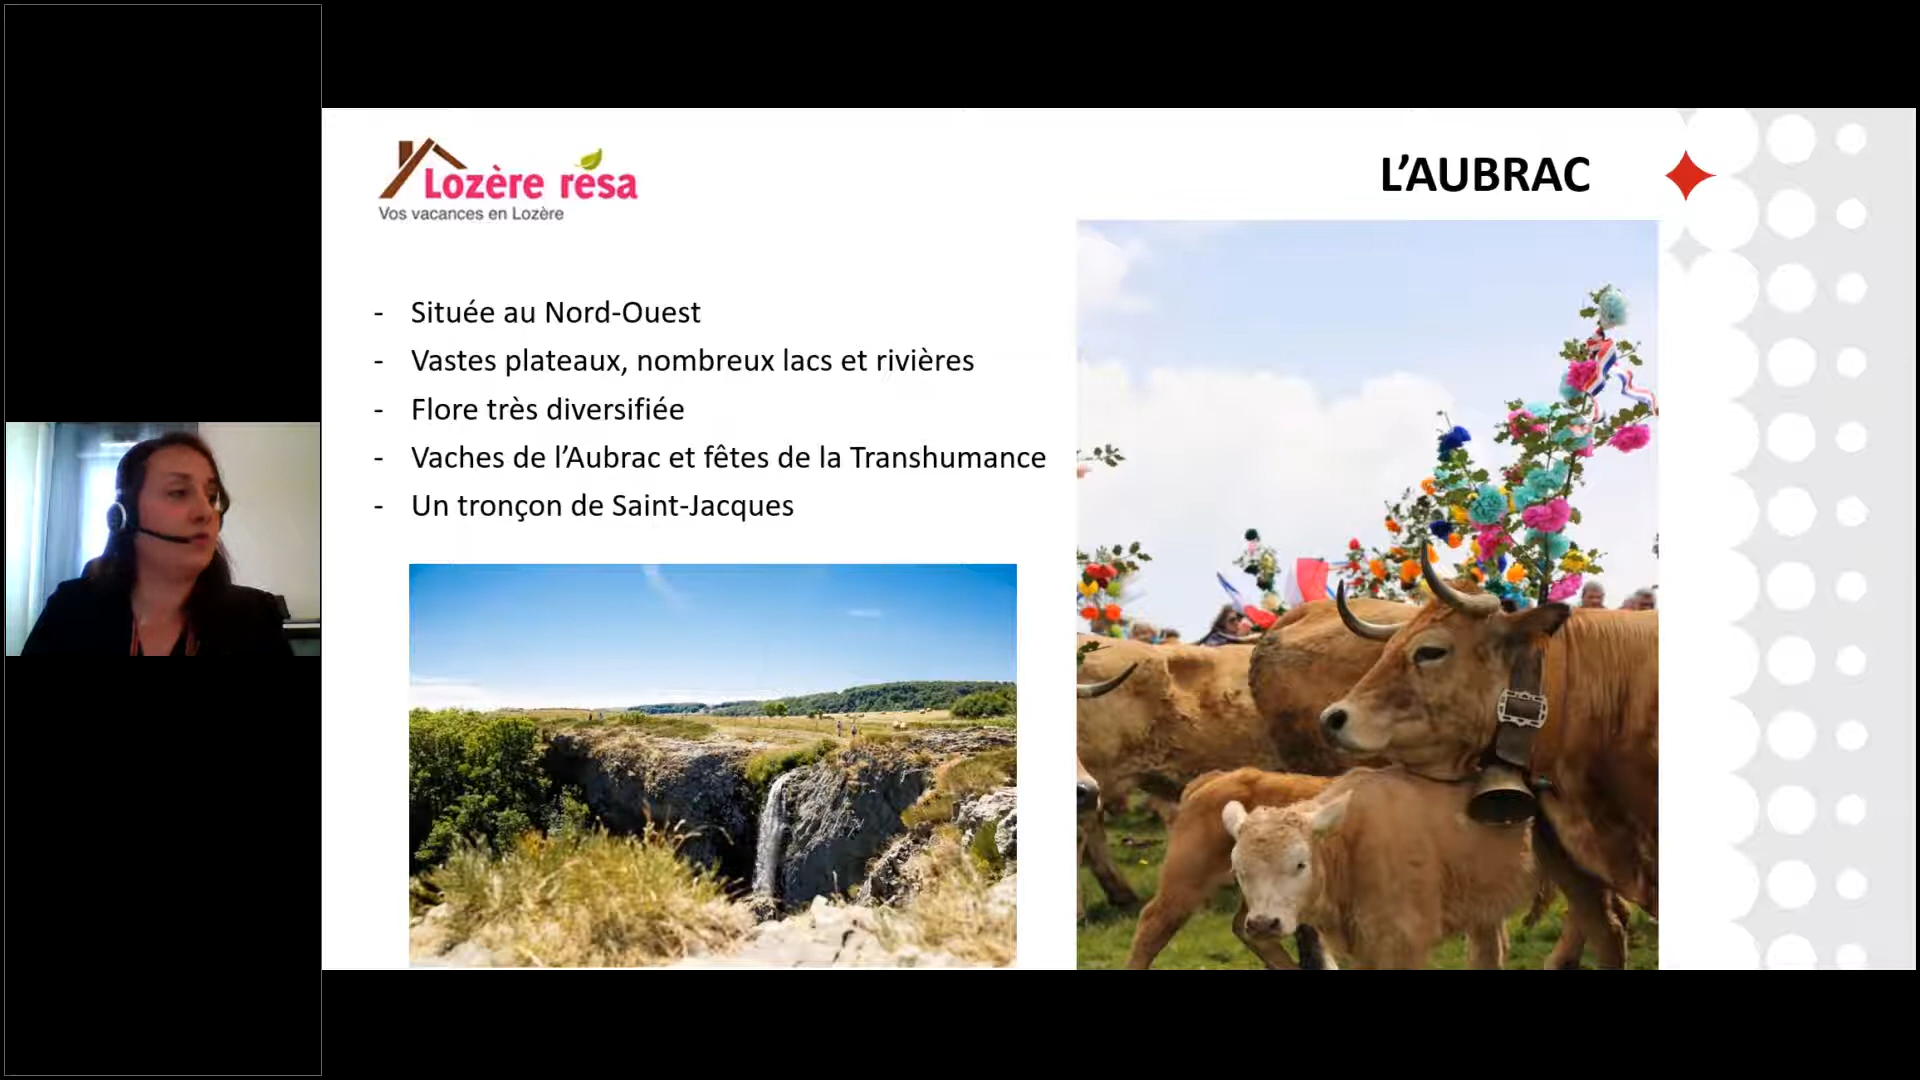 Lozère résa
Vos vacances en Lozère
L’AUBRAC
- Située au Nord-Ouest
- Vastes plateaux, nombreux lacs et rivières
- Flore très diversifiée
- Vaches de l’Aubrac et fêtes de la Transhumance
- Un tronçon de Saint-Jacques